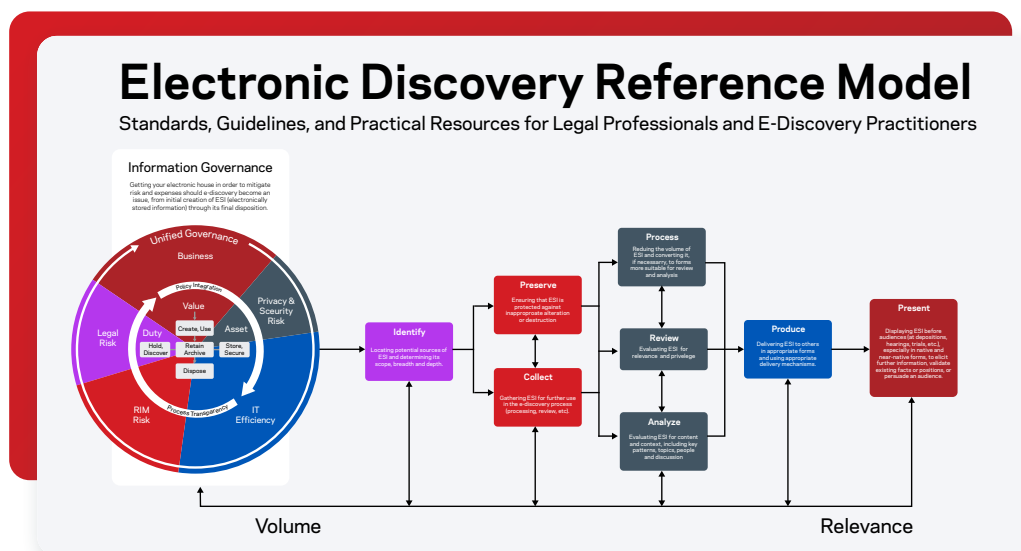 Electronic Discovery Reference Model
Standards, Guidelines, and Practical Resources for Legal Professionals and E-Discovery Practitioners
Information Governance
Getting your electronic house in order to mitigate
risk and expenses should e-discovery become an
issue, from initial creation of ESI (electronically
stored information) through its final disposition.
Unified Governance
Business
Policy Integration
Privacy &
Sceurity
Risk
Value
Create, Use
Asset
Legal
Risk
Duty
Hold,
Discover
Retain
Archive
Store,
Secure
Dispose
Process Transparency
RIM
Risk
IT
Efficiency
Identify
Locating potential sources of
ESI and determining its
scope, breadth and depth.
Preserve
Ensuring that ESI is
protected against
inapproprate alteration
or destruction
Collect
Gathering ESI for further use
in the e-discovery process
(processing, review, etc).
Process
Reducing the volume of
ESI and converting it,
if necesarry, to forms
more suitable for review
and analysis
Review
Evaluating ESI for
relevance and privelege
Analyze
Evaluating ESI for content
and context, including key
patterns, topics, people
and discussion
Produce
Delivering ESI to others
in appropriate forms
and using appropriate
delivery mechanisms.
Present
Displaying ESI before
audiences(at depositions,
hearings, trials, etc.),
especially in native and
near-native forms, to elicit
further information, validate
existing facts or positions, or
persuade an audience.
Volume
Relevance